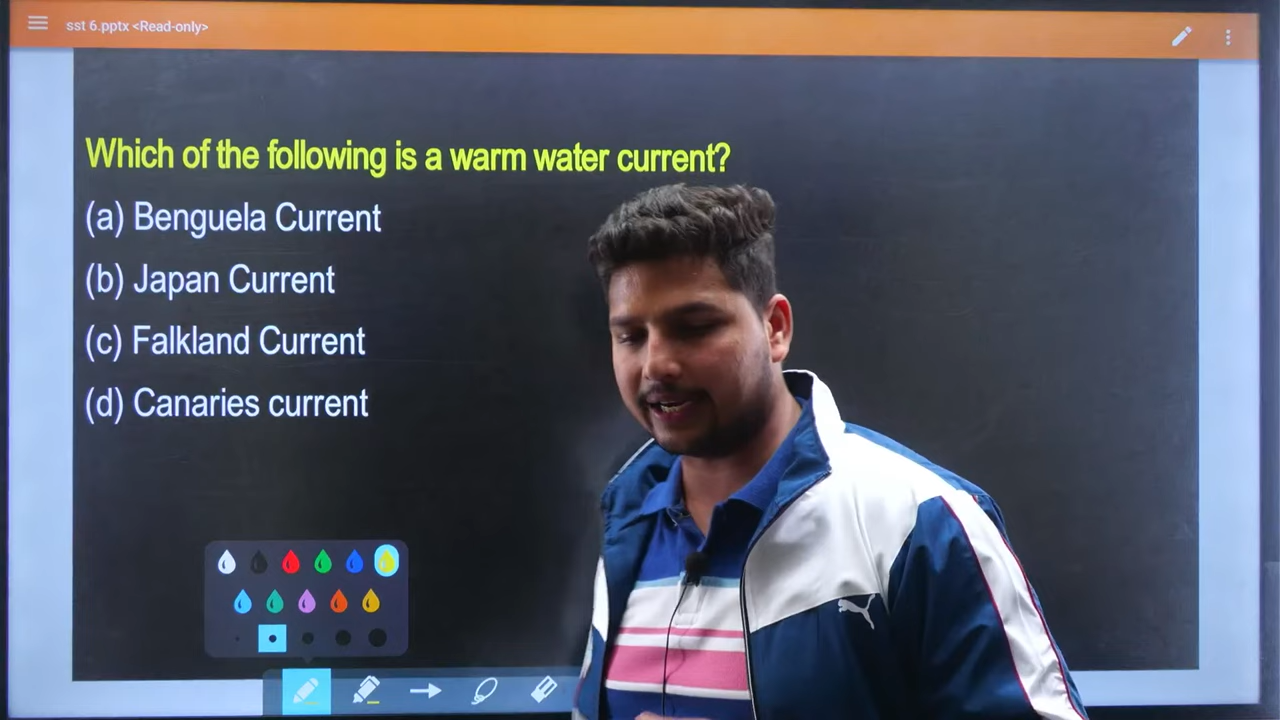 sst 6.pptx <Read-only>
Which of the following is a warm water current?
(a) Benguela Current
(b) Japan Current
(c) Falkland Current
(d) Canaries current